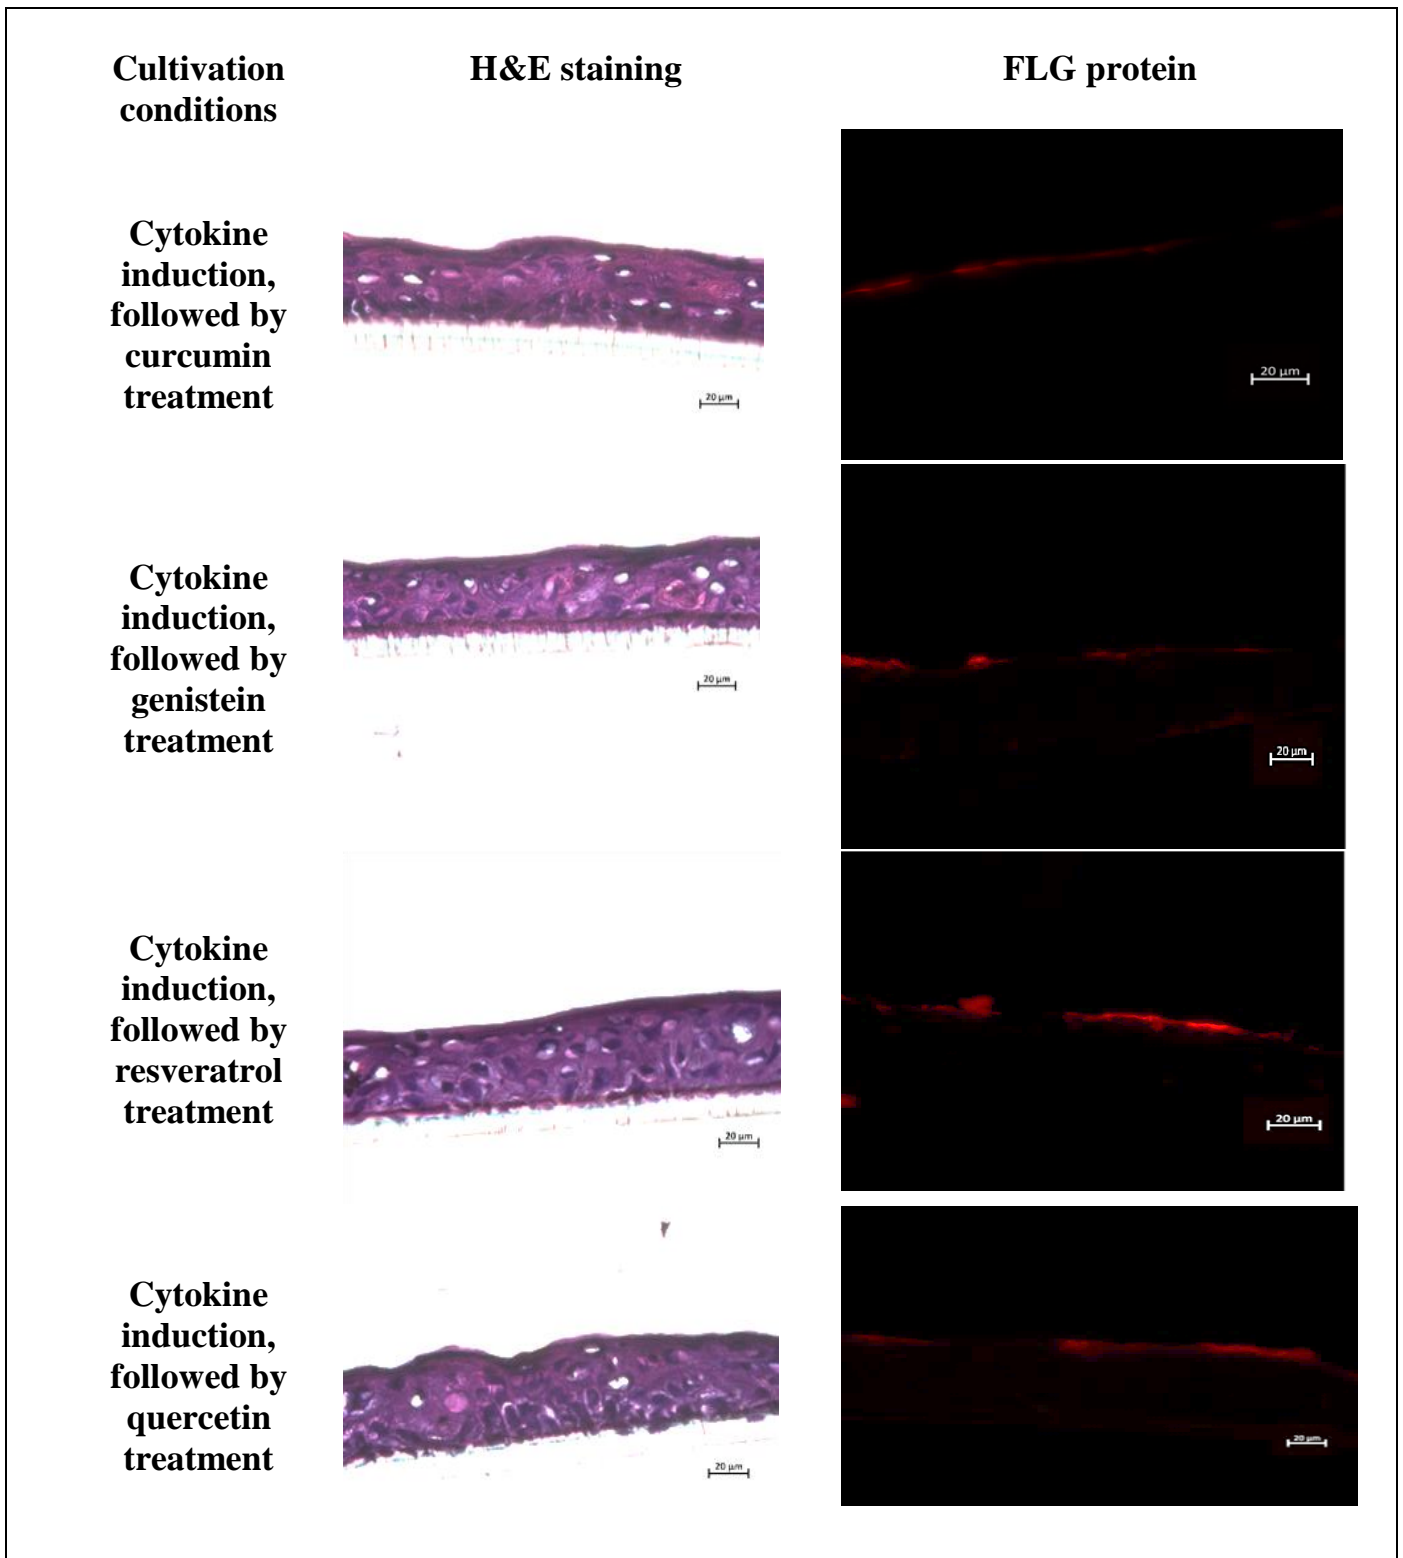 Cultivation
conditions
H&E staining
FLG protein
Cytokine
induction,
followed by
curcumin
treatment
20 µm
20 µm
Cytokine
induction,
followed by
genistein
treatment
20 µm
20 µm
Cytokine
induction,
followed by
resveratrol
treatment
20 µm
20 µm
Cytokine
induction,
followed by
quercetin
treatment
20 µm
20 µm